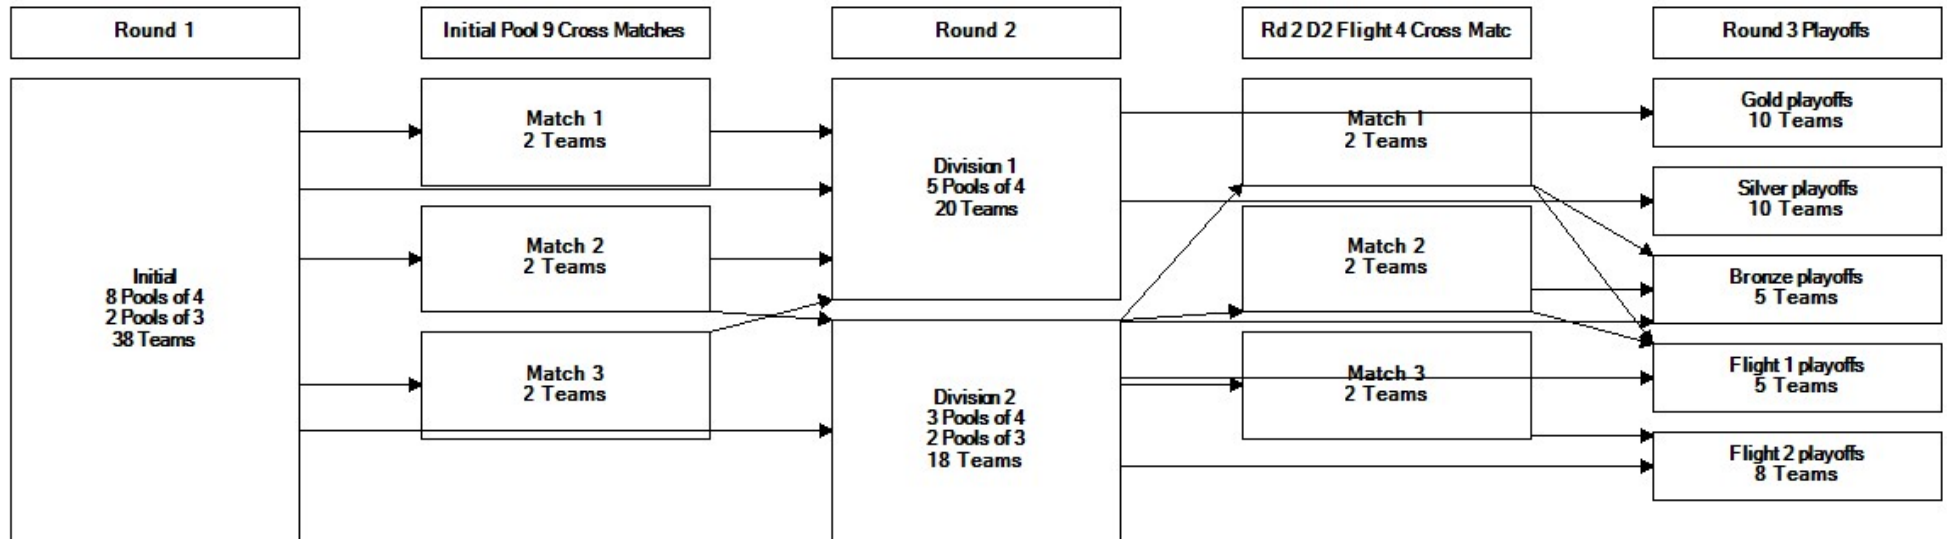 Round 1
Initial Pool 9 Cross Matches
Round 2
Rd 2 D2 Flight 4 Cross Matc
Round 3 Playoffs
Initial
8 Pools of 4
2 Pools of 3
38 Teams
Match 1
2 Teams
Match 2
2 Teams
Match 3
2 Teams
Division 1
5 Pools of 4
20 Teams
Division 2
3 Pools of 4
2 Pools of 3
18 Teams
Match 1
2 Teams
Match 2
2 Teams
Match 3
2 Teams
Gold playoffs
10 Teams
Silver playoffs
10 Teams
Bronze playoffs
5 Teams
Flight 1 playoffs
5 Teams
Flight 2 playoffs
8 Teams